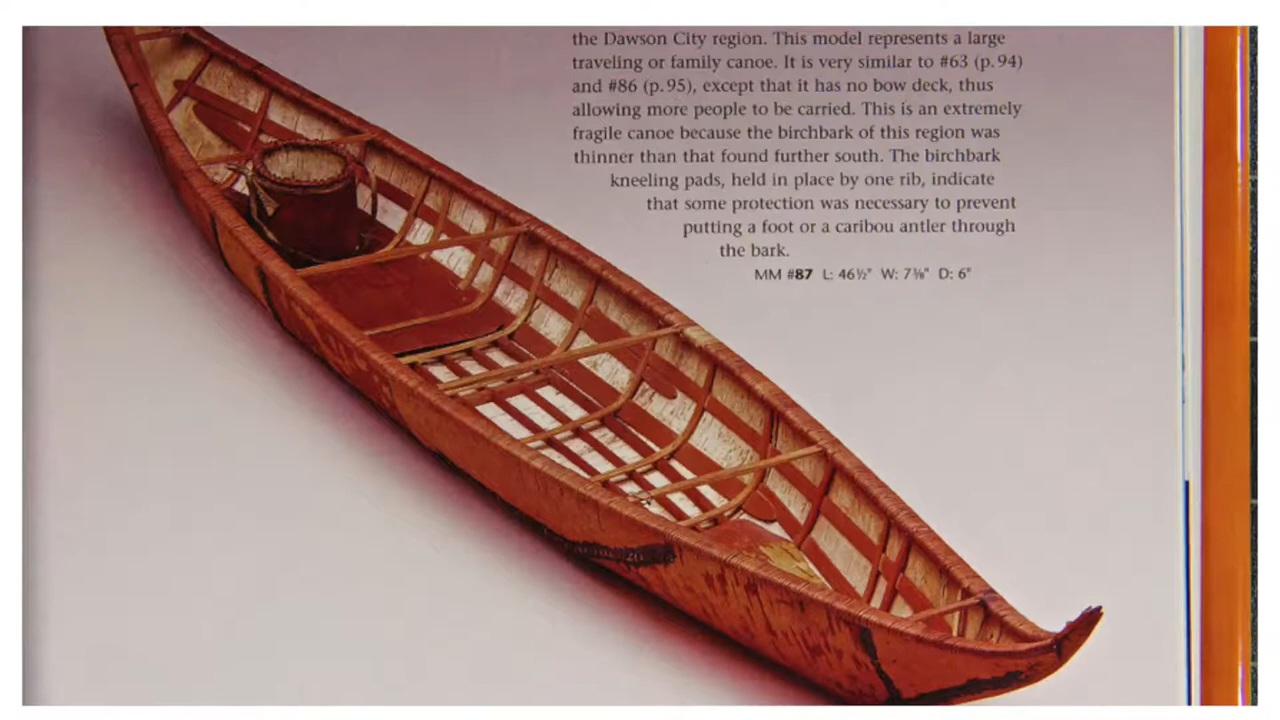 the Dawson City region. This model represents a large
traveling or family canoe. It is very similar to #63 (p.94)
and #86 (p.95), except that it has no bow deck, thus
allowing more people to be carried. This is an extremely
fragile canoe because the birchbark of this region was
thinner than that found further south. The birchbark
kneeling pads, held in place by one rib, indicate
that some protection was necessary to prevent
putting a foot or a caribou antler through
the bark.
MM #87 L: 46½" W: 7⅜" D: 6"